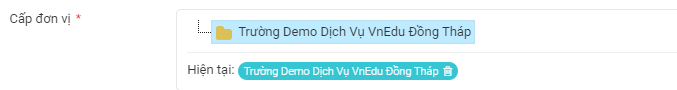 Cấp đơn vị *
Trường Demo Dịch Vụ VnEdu Đồng Tháp
Hiện tại: Trường Demo Dịch Vụ VnEdu Đồng Tháp